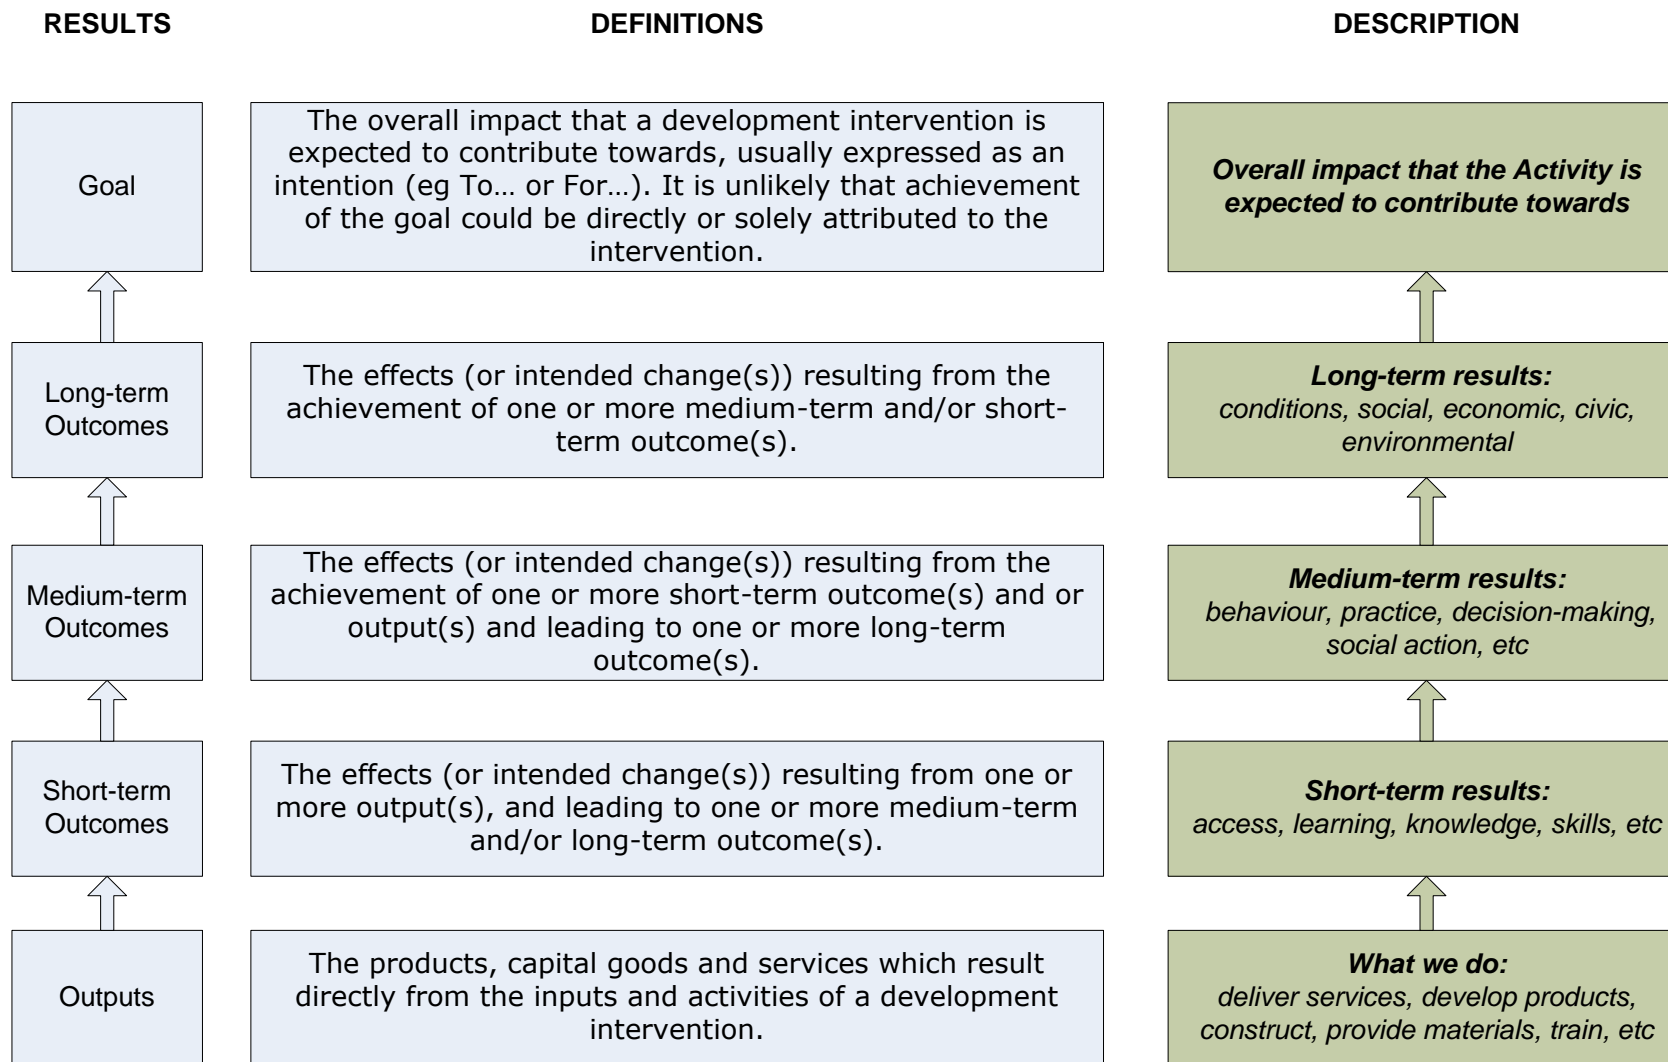 RESULTS
DEFINITIONS
DESCRIPTION
Goal
The overall impact that a development intervention is
expected to contribute towards, usually expressed as an
intention (eg To… or For…). It is unlikely that achievement
of the goal could be directly or solely attributed to the
intervention.
Overall impact that the Activity is
expected to contribute towards
Long-term
Outcomes
The effects (or intended change(s)) resulting from the
achievement of one or more medium-term and/or short-
term outcome(s).
Long-term results:
conditions, social, economic, civic,
environmental
Medium-term
Outcomes
The effects (or intended change(s)) resulting from the
achievement of one or more short-term outcome(s) and or
output(s) and leading to one or more long-term
outcome(s).
Medium-term results:
behaviour, practice, decision-making,
social action, etc
Short-term
Outcomes
The effects (or intended change(s)) resulting from one or
more output(s), and leading to one or more medium-term
and/or long-term outcome(s).
Short-term results:
access, learning, knowledge, skills, etc
Outputs
The products, capital goods and services which result
directly from the inputs and activities of a development
intervention.
What we do:
deliver services, develop products,
construct, provide materials, train, etc